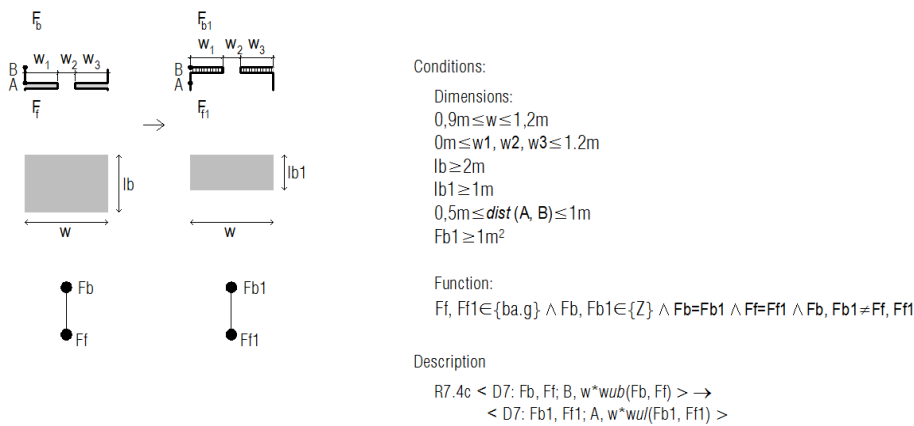 Fb
Fb1
w1 w2 w3
w1 w2 w3
B
A
B
A
Ff
Ff1
→
lb
lb1
w
w
Fb
Fb1
Ff
Ff1
Conditions:
Dimensions:
0,9m≤w≤1,2m
0m≤w1, w2, w3≤1.2m
lb≥2m
lb1≥1m
0,5m≤dist (A, B)≤1m
Fb1≥1m²
Function:
Ff, Ff1∈{ba.g} ∧ Fb, Fb1∈{Z} ∧ Fb=Fb1 ∧ Ff=Ff1 ∧ Fb, Fb1≠Ff, Ff1
Description
R7.4c < D7: Fb, Ff; B, w*wub(Fb, Ff) > →
< D7: Fb1, Ff1; A, w*wul(Fb1, Ff1) >